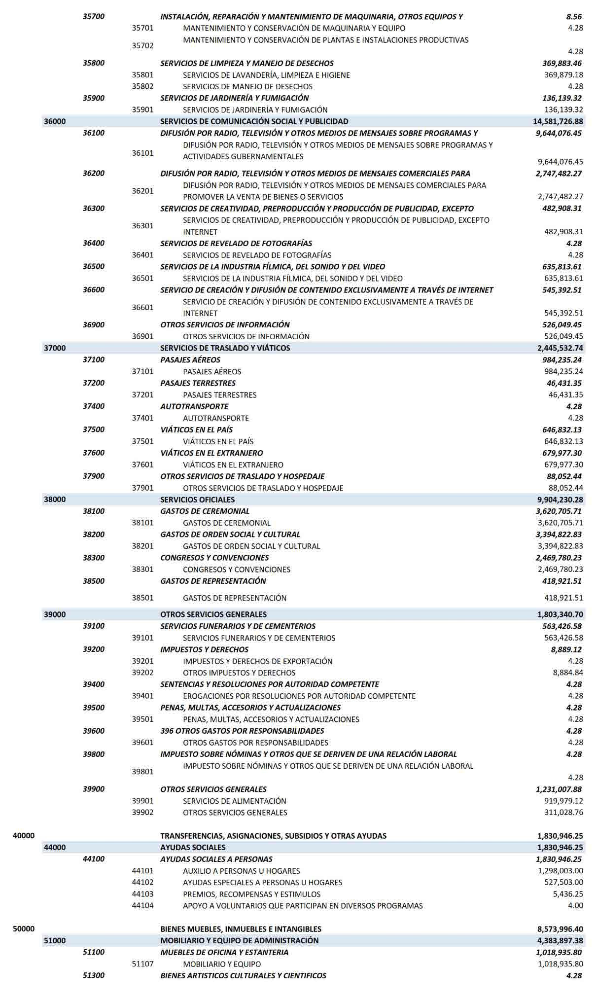 35700 INSTALACIÓN, REPARACIÓN Y MANTENIMIENTO DE MAQUINARIA, OTROS EQUIPOS Y 8.56
35701 MANTENIMIENTO Y CONSERVACIÓN DE MAQUINARIA Y EQUIPO 4.28
35702 MANTENIMIENTO Y CONSERVACIÓN DE PLANTAS E INSTALACIONES PRODUCTIVAS 4.28
35800 SERVICIOS DE LIMPIEZA Y MANEJO DE DESECHOS 369,883.46
35801 SERVICIOS DE LAVANDERÍA, LIMPIEZA E HIGIENE 369,879.18
35802 SERVICIOS DE MANEJO DE DESECHOS 4.28
35900 SERVICIOS DE JARDINERÍA Y FUMIGACIÓN 136,139.32
35901 SERVICIOS DE JARDINERÍA Y FUMIGACIÓN 136,139.32
36000 SERVICIOS DE COMUNICACIÓN SOCIAL Y PUBLICIDAD 14,581,726.88
36100 DIFUSIÓN POR RADIO, TELEVISIÓN Y OTROS MEDIOS DE MENSAJES SOBRE PROGRAMAS Y 9,644,076.45
36101 DIFUSIÓN POR RADIO, TELEVISIÓN Y OTROS MEDIOS DE MENSAJES SOBRE PROGRAMAS Y
ACTIVIDADES GUBERNAMENTALES 9,644,076.45
36200 DIFUSIÓN POR RADIO, TELEVISIÓN Y OTROS MEDIOS DE MENSAJES COMERCIALES PARA 2,747,482.27
36201 DIFUSIÓN POR RADIO, TELEVISIÓN Y OTROS MEDIOS DE MENSAJES COMERCIALES PARA
PROMOVER LA VENTA DE BIENES O SERVICIOS 2,747,482.27
36300 SERVICIOS DE CREATIVIDAD, PREPRODUCCIÓN Y PRODUCCIÓN DE PUBLICIDAD, EXCEPTO 482,908.31
36301 SERVICIOS DE CREATIVIDAD, PREPRODUCCIÓN Y PRODUCCIÓN DE PUBLICIDAD, EXCEPTO
INTERNET 482,908.31
36400 SERVICIOS DE REVELADO DE FOTOGRAFÍAS 4.28
36401 SERVICIOS DE REVELADO DE FOTOGRAFÍAS 4.28
36500 SERVICIOS DE LA INDUSTRIA FÍLMICA, DEL SONIDO Y DEL VIDEO 635,813.61
36501 SERVICIOS DE LA INDUSTRIA FÍLMICA, DEL SONIDO Y DEL VIDEO 635,813.61
36600 SERVICIO DE CREACIÓN Y DIFUSIÓN DE CONTENIDO EXCLUSIVAMENTE A TRAVÉS DE INTERNET 545,392.51
36601 SERVICIO DE CREACIÓN Y DIFUSIÓN DE CONTENIDO EXCLUSIVAMENTE A TRAVÉS DE
INTERNET 545,392.51
36900 OTROS SERVICIOS DE INFORMACIÓN 526,049.45
36901 OTROS SERVICIOS DE INFORMACIÓN 526,049.45
37000 SERVICIOS DE TRASLADO Y VIÁTICOS 2,445,532.74
37100 PASAJES AÉREOS 984,235.24
37101 PASAJES AÉREOS 984,235.24
37200 PASAJES TERRESTRES 46,431.35
37201 PASAJES TERRESTRES 46,431.35
37400 AUTOTRANSPORTE 4.28
37401 AUTOTRANSPORTE 4.28
37500 VIÁTICOS EN EL PAÍS 646,832.13
37501 VIÁTICOS EN EL PAÍS 646,832.13
37600 VIÁTICOS EN EL EXTRANJERO 679,977.30
37601 VIÁTICOS EN EL EXTRANJERO 679,977.30
37900 OTROS SERVICIOS DE TRASLADO Y HOSPEDAJE 88,052.44
37901 OTROS SERVICIOS DE TRASLADO Y HOSPEDAJE 88,052.44
38000 SERVICIOS OFICIALES 9,904,230.28
38100 GASTOS DE CEREMONIAL 3,620,705.71
38101 GASTOS DE CEREMONIAL 3,620,705.71
38200 GASTOS DE ORDEN SOCIAL Y CULTURAL 3,394,822.83
38201 GASTOS DE ORDEN SOCIAL Y CULTURAL 3,394,822.83
38300 CONGRESOS Y CONVENCIONES 2,469,780.23
38301 CONGRESOS Y CONVENCIONES 2,469,780.23
38500 GASTOS DE REPRESENTACIÓN 418,921.51
38501 GASTOS DE REPRESENTACIÓN 418,921.51
39000 OTROS SERVICIOS GENERALES 1,803,340.70
39100 SERVICIOS FUNERARIOS Y DE CEMENTERIOS 563,426.58
39101 SERVICIOS FUNERARIOS Y DE CEMENTERIOS 563,426.58
39200 IMPUESTOS Y DERECHOS 8,889.12
39201 IMPUESTOS Y DERECHOS DE EXPORTACIÓN 4.28
39202 OTROS IMPUESTOS Y DERECHOS 8,884.84
39400 SENTENCIAS Y RESOLUCIONES POR AUTORIDAD COMPETENTE 4.28
39401 EROGACIONES POR RESOLUCIONES POR AUTORIDAD COMPETENTE 4.28
39500 PENAS, MULTAS, ACCESORIOS Y ACTUALIZACIONES 4.28
39501 PENAS, MULTAS, ACCESORIOS Y ACTUALIZACIONES 4.28
39600 396 OTROS GASTOS POR RESPONSABILIDADES 4.28
39601 OTROS GASTOS POR RESPONSABILIDADES 4.28
39800 IMPUESTO SOBRE NÓMINAS Y OTROS QUE SE DERIVEN DE UNA RELACIÓN LABORAL 4.28
39801 IMPUESTO SOBRE NÓMINAS Y OTROS QUE SE DERIVEN DE UNA RELACIÓN LABORAL 4.28
39900 OTROS SERVICIOS GENERALES 1,231,007.88
39901 SERVICIOS DE ALIMENTACIÓN 919,979.12
39902 OTROS SERVICIOS GENERALES 311,028.76
40000 TRANSFERENCIAS, ASIGNACIONES, SUBSIDIOS Y OTRAS AYUDAS 1,830,946.25
44000 AYUDAS SOCIALES 1,830,946.25
44100 AYUDAS SOCIALES A PERSONAS 1,830,946.25
44101 AUXILIO A PERSONAS U HOGARES 1,298,003.00
44102 AYUDAS ESPECIALES A PERSONAS U HOGARES 527,503.00
44103 PREMIOS, RECOMPENSAS Y ESTIMULOS 5,436.25
44104 APOYO A VOLUNTARIOS QUE PARTICIPAN EN DIVERSOS PROGRAMAS 4.00
50000 BIENES MUEBLES, INMUEBLES E INTANGIBLES 8,573,996.40
51000 MOBILIARIO Y EQUIPO DE ADMINISTRACIÓN 4,383,897.38
51100 MUEBLES DE OFICINA Y ESTANTERIA 1,018,935.80
51107 MOBILIARIO Y EQUIPO 1,018,935.80
51300 BIENES ARTISTICOS CULTURALES Y CIENTIFICOS 4.28